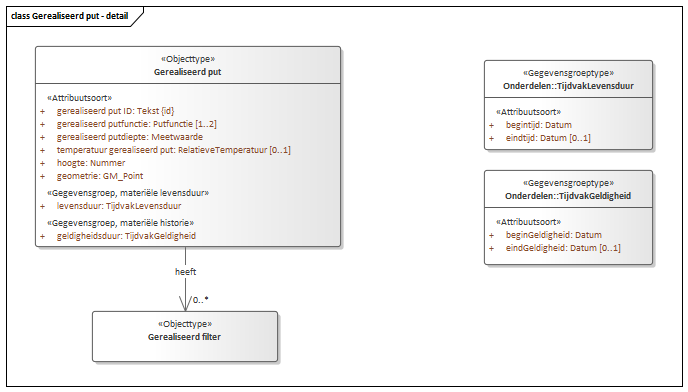 class Gerealiseerd put - detail
«Objecttype»
Gerealiseerd put
«Attribuutsoort»
+ gerealiseerd put ID: Tekst {id}
+ gerealiseerd putfunctie: Putfunctie [1..2]
+ gerealiseerd putdiepte: Meetwaarde
+ temperatuur gerealiseerd put: RelatieveTemperatuur [0..1]
+ hoogte: Nummer
+ geometrie: GM_Point
«Gegevensgroep, materiële levensduur»
+ levensduur: TijdvakLevensduur
«Gegevensgroep, materiële historie»
+ geldigheidsduur: TijdvakGeldigheid
heeft
0..*
«Objecttype»
Gerealiseerd filter
«Gegevensgroeptype»
Onderdelen::TijdvakLevensduur
«Attribuutsoort»
+ begintijd: Datum
+ eindtijd: Datum [0..1]
«Gegevensgroeptype»
Onderdelen::TijdvakGeldigheid
«Attribuutsoort»
+ beginGeldigheid: Datum
+ eindGeldigheid: Datum [0..1]